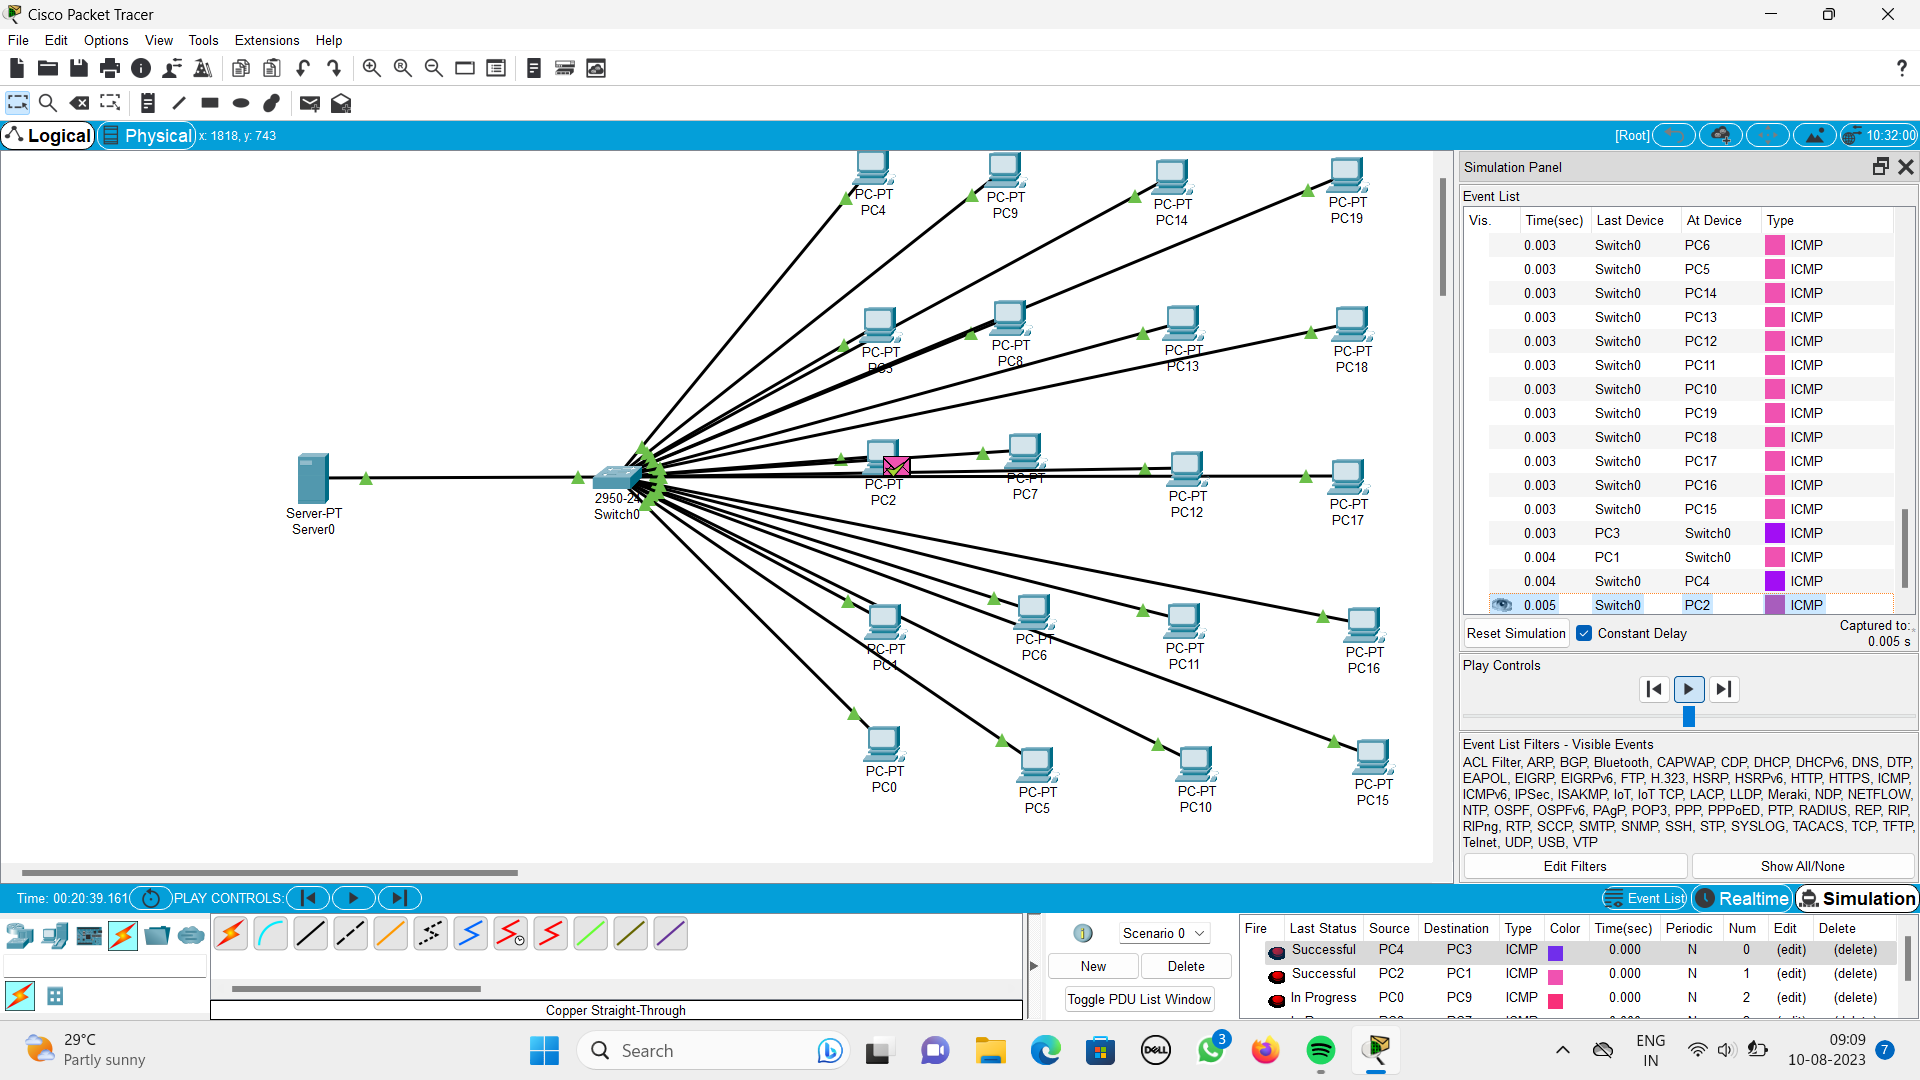 Cisco Packet Tracer
File Edit Options View Tools Extensions Help
Logical Physical x: 1818, y: 743 [Root] 10:32:00
PC-PT
PC4
PC-PT
PC9
PC-PT
PC14
PC-PT
PC19
PC-PT
PC3
PC-PT
PC8
PC-PT
PC13
PC-PT
PC18
PC-PT
PC2
PC-PT
PC7
PC-PT
PC12
PC-PT
PC17
Server-PT
Server0
2950-24
Switch0
PC-PT
PC1
PC-PT
PC6
PC-PT
PC11
PC-PT
PC16
PC-PT
PC0
PC-PT
PC5
PC-PT
PC10
PC-PT
PC15
Simulation Panel
Event List
Vis. Time(sec) Last Device At Device Type
0.003 Switch0 PC6 ICMP
0.003 Switch0 PC5 ICMP
0.003 Switch0 PC14 ICMP
0.003 Switch0 PC13 ICMP
0.003 Switch0 PC12 ICMP
0.003 Switch0 PC11 ICMP
0.003 Switch0 PC10 ICMP
0.003 Switch0 PC19 ICMP
0.003 Switch0 PC18 ICMP
0.003 Switch0 PC17 ICMP
0.003 Switch0 PC16 ICMP
0.003 Switch0 PC15 ICMP
0.003 PC3 Switch0 ICMP
0.004 PC1 Switch0 ICMP
0.004 Switch0 PC4 ICMP
0.005 Switch0 PC2 ICMP
Reset Simulation Constant Delay Captured to:
0.005 s
Play Controls
Event List Filters - Visible Events
ACL Filter, ARP, BGP, Bluetooth, CAPWAP, CDP, DHCP, DHCPv6, DNS, DTP,
EAPOL, EIGRP, EIGRPv6, FTP, H.323, HSRP, HSRPv6, HTTP, HTTPS, ICMP,
ICMPv6, IPSec, ISAKMP, IoT, IoT TCP, LACP, LLDP, Meraki, NDP, NETFLOW,
NTP, OSPF, OSPFv6, PAgP, POP3, PPP, PPPoED, PTP, RADIUS, REP, RIP,
RIPng, RTP, SCCP, SMTP, SNMP, SSH, STP, SYSLOG, TACACS, TCP, TFTP,
Telnet, UDP, USB, VTP
Edit Filters Show All/None
Time: 00:20:39.161 PLAY CONTROLS: Event List Realtime Simulation
Copper Straight-Through
Scenario 0
New Delete
Toggle PDU List Window
Fire Last Status Source Destination Type Color Time(sec) Periodic Num Edit Delete
Successful PC4 PC3 ICMP 0.000 N 0 (edit) (delete)
Successful PC2 PC1 ICMP 0.000 N 1 (edit) (delete)
In Progress PC0 PC9 ICMP 0.000 N 2 (edit) (delete)
29°C
Partly sunny
Search
DELL
3
ENG
IN
09:09
10-08-2023
7